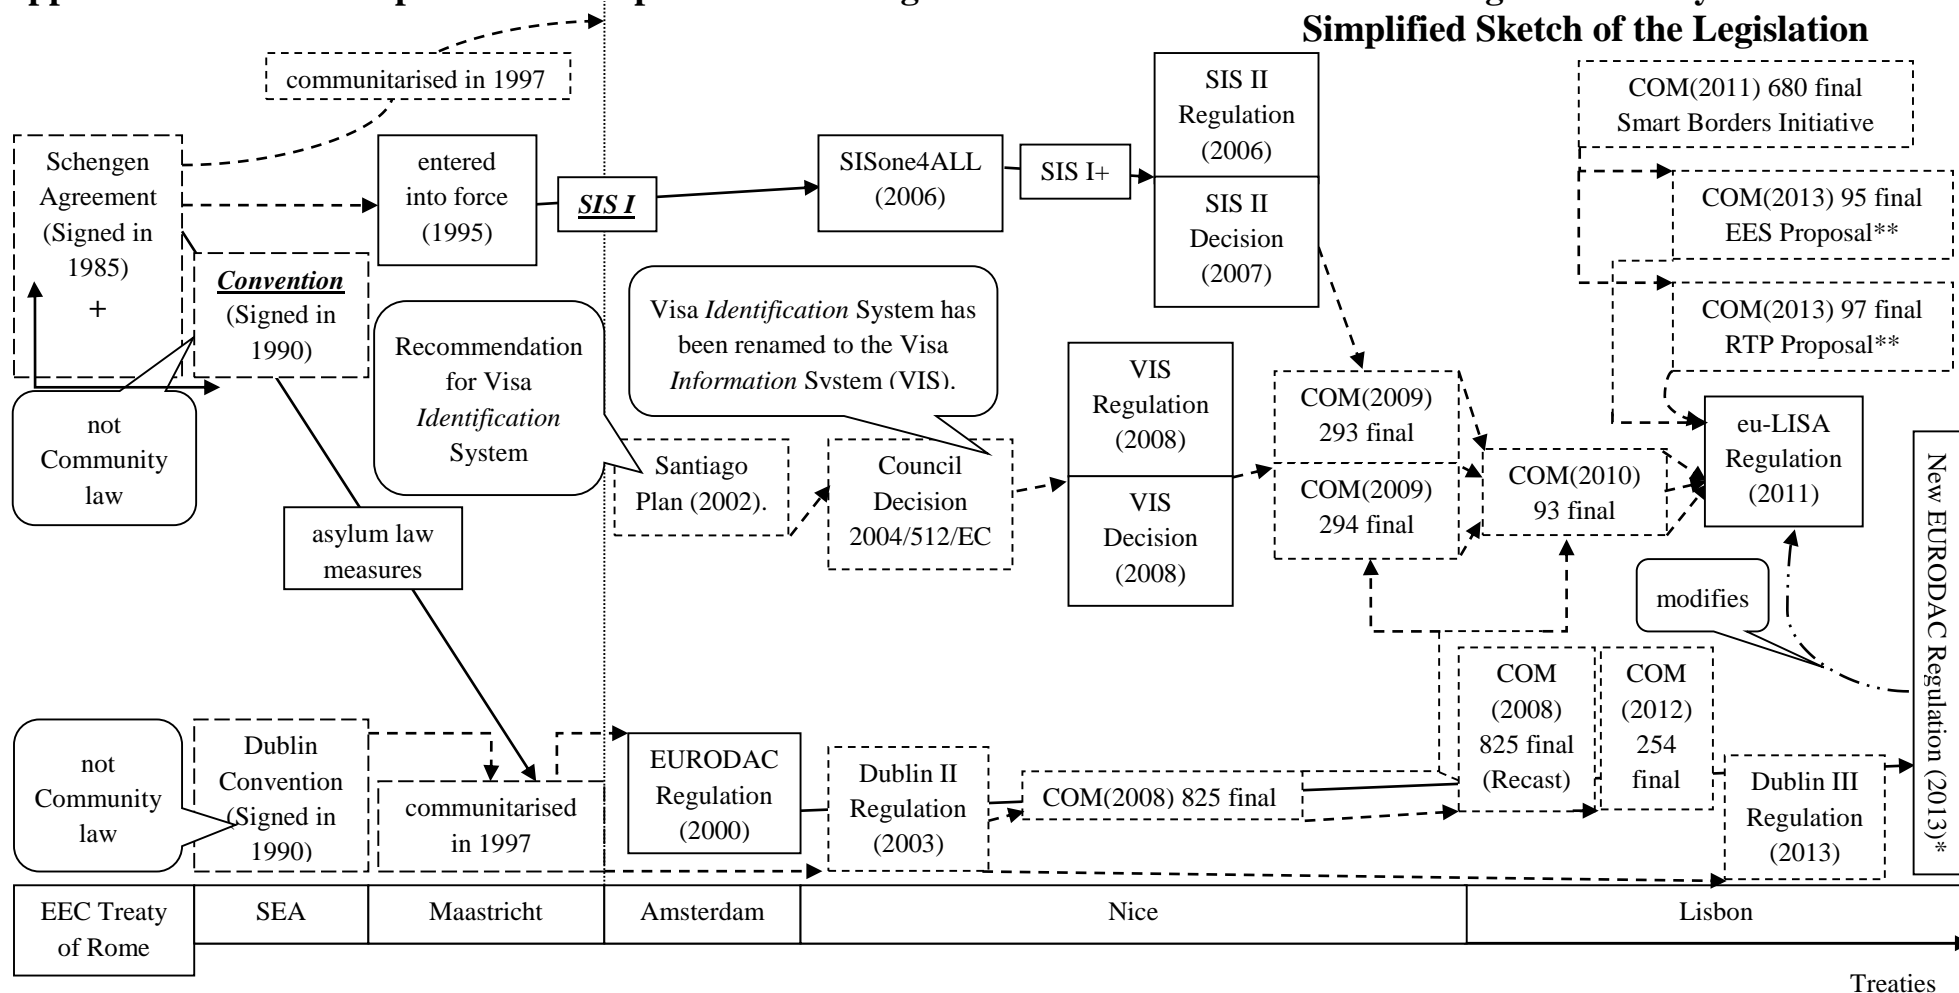 Simplified Sketch of the Legislation
communitarised in 1997
Schengen
Agreement
(Signed in
1985)
+
Convention
(Signed in
1990)
not
Community
law
entered
into force
(1995)
SIS I
SISone4ALL
(2006)
SIS I+
SIS II
Regulation
(2006)
SIS II
Decision
(2007)
COM(2011) 680 final
Smart Borders Initiative
COM(2013) 95 final
EES Proposal**
COM(2013) 97 final
RTP Proposal**
Recommendation
for Visa
Identification
System
Visa Identification System has
been renamed to the Visa
Information System (VIS).
Santiago
Plan (2002).
Council
Decision
2004/512/EC
VIS
Regulation
(2008)
VIS
Decision
(2008)
COM(2009)
293 final
COM(2009)
294 final
COM(2010)
93 final
eu-LISA
Regulation
(2011)
asylum law
measures
modifies
New EURODAC Regulation (2013)*
not
Community
law
Dublin
Convention
(Signed in
1990)
communitarised
in 1997
EURODAC
Regulation
(2000)
Dublin II
Regulation
(2003)
COM(2008) 825 final
COM
(2008)
825 final
(Recast)
COM
(2012)
254
final
Dublin III
Regulation
(2013)
EEC Treaty
of Rome
SEA
Maastricht
Amsterdam
Nice
Lisbon
Treaties